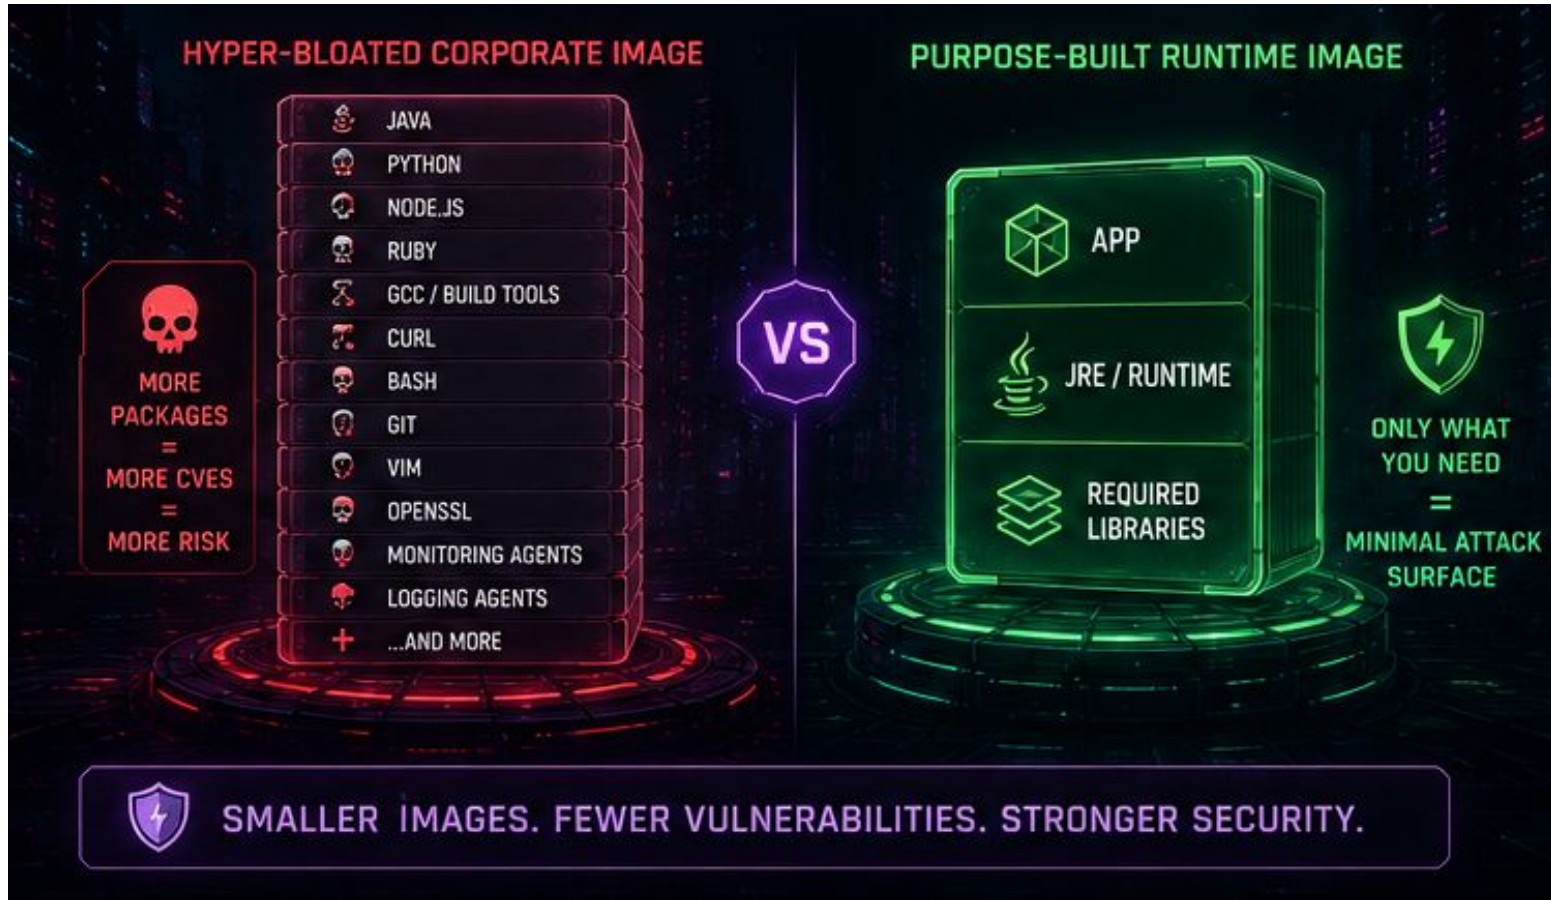 HYPER-BLOATED CORPORATE IMAGE
JAVA
PYTHON
NODE.JS
RUBY
GCC / BUILD TOOLS
CURL
BASH
GIT
VIM
OPENSSL
MONITORING AGENTS
LOGGING AGENTS
...AND MORE
MORE
PACKAGES
=
MORE CVES
=
MORE RISK
VS
PURPOSE-BUILT RUNTIME IMAGE
APP
JRE / RUNTIME
REQUIRED
LIBRARIES
ONLY WHAT
YOU NEED
=
MINIMAL ATTACK
SURFACE
SMALLER IMAGES. FEWER VULNERABILITIES. STRONGER SECURITY.